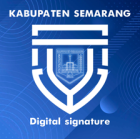 KABUPATEN SEMARANG
Digital signature